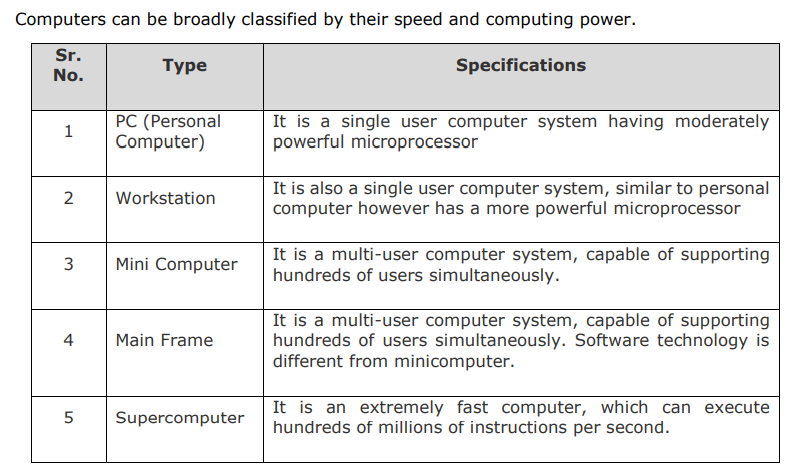 Computers can be broadly classified by their speed and computing power.
Sr.
No.
Type
Specifications
1
PC (Personal
Computer)
It is a single user computer system having moderately
powerful microprocessor
2
Workstation
It is also a single user computer system, similar to personal
computer however has a more powerful microprocessor
3
Mini Computer
It is a multi-user computer system, capable of supporting
hundreds of users simultaneously.
4
Main Frame
It is a multi-user computer system, capable of supporting
hundreds of users simultaneously. Software technology is
different from minicomputer.
5
Supercomputer
It is an extremely fast computer, which can execute
hundreds of millions of instructions per second.